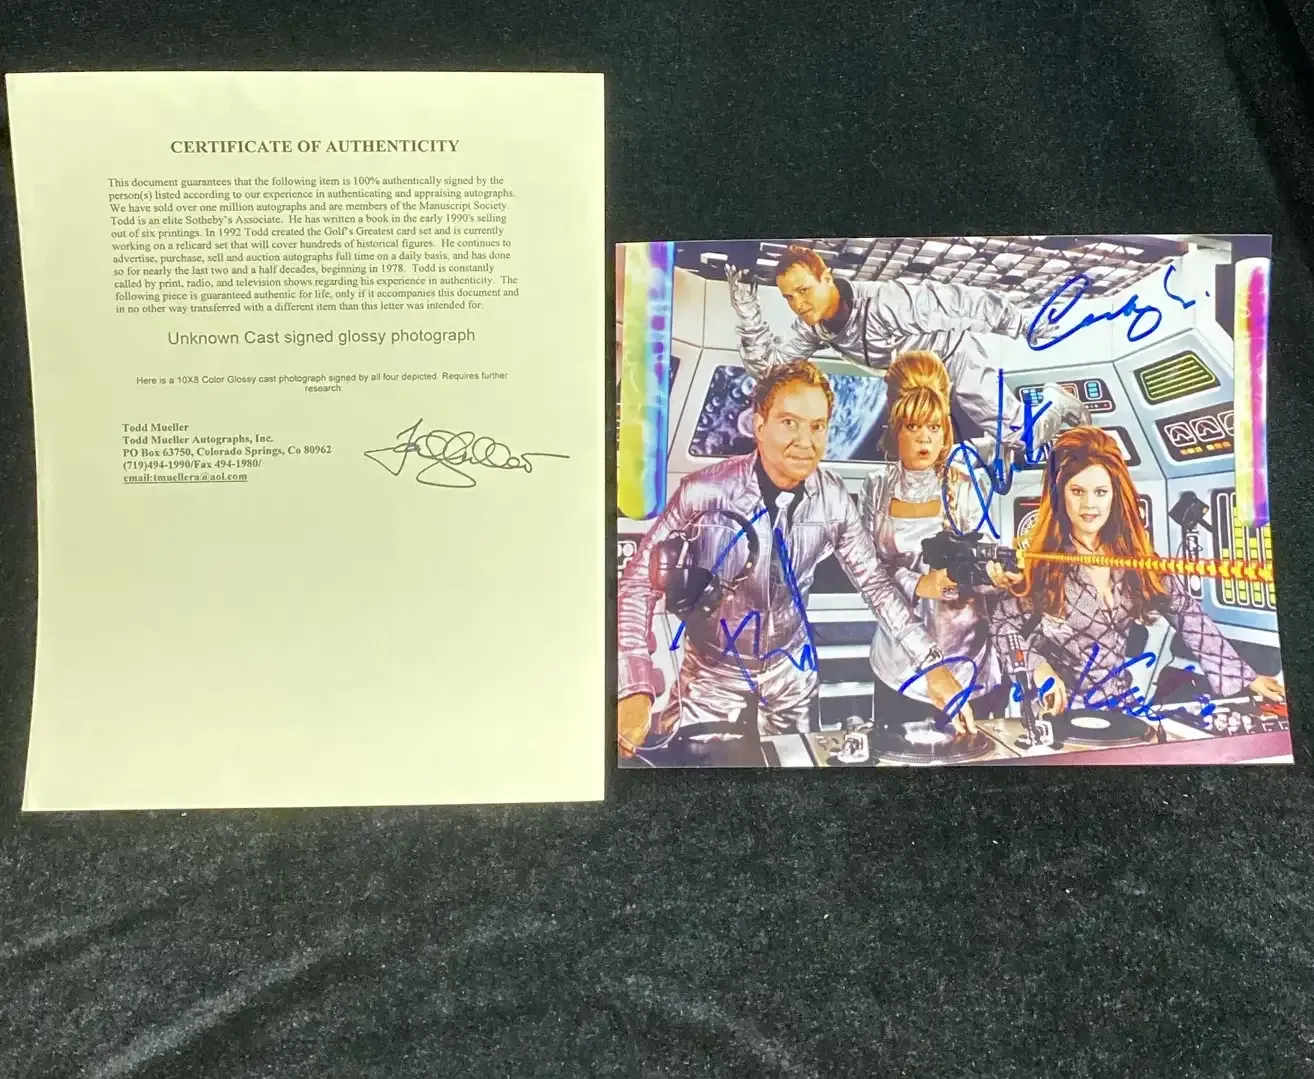 CERTIFICATE OF AUTHENTICITY
This document guarantees that the following item is 100% authentically signed by the
person(s) listed according to our experience in authenticating and appraising autographs.
We have sold over one million autographs and are members of the Manuscript Society.
Todd is an elite Sotheby's Associate. He has written a book in the early 1990's selling
out of six printings. In 1992 Todd created the Golf's Greatest card set and is currently
working on a relicard set that will cover hundreds of historical figures. He continues to
advertise, purchase, sell and auction autographs full time on a daily basis, and has done
so for nearly the last two and a half decades, beginning in 1978. Todd is constantly
called by print, radio, and television shows regarding his experience in authenticity. The
following piece is guaranteed authentic for life, only if it accompanies this document and
in no other way transferred with a different item than this letter was intended for.
Unknown Cast signed glossy photograph
Here is a 10X8 Color Glossy cast photograph signed by all four depicted. Requires further
research
Todd Mueller
Todd Mueller Autographs, Inc.
PO Box 63750, Colorado Springs, Co 80962
(719)494-1990/Fax 494-1980/
email:tmuellera@aol.com